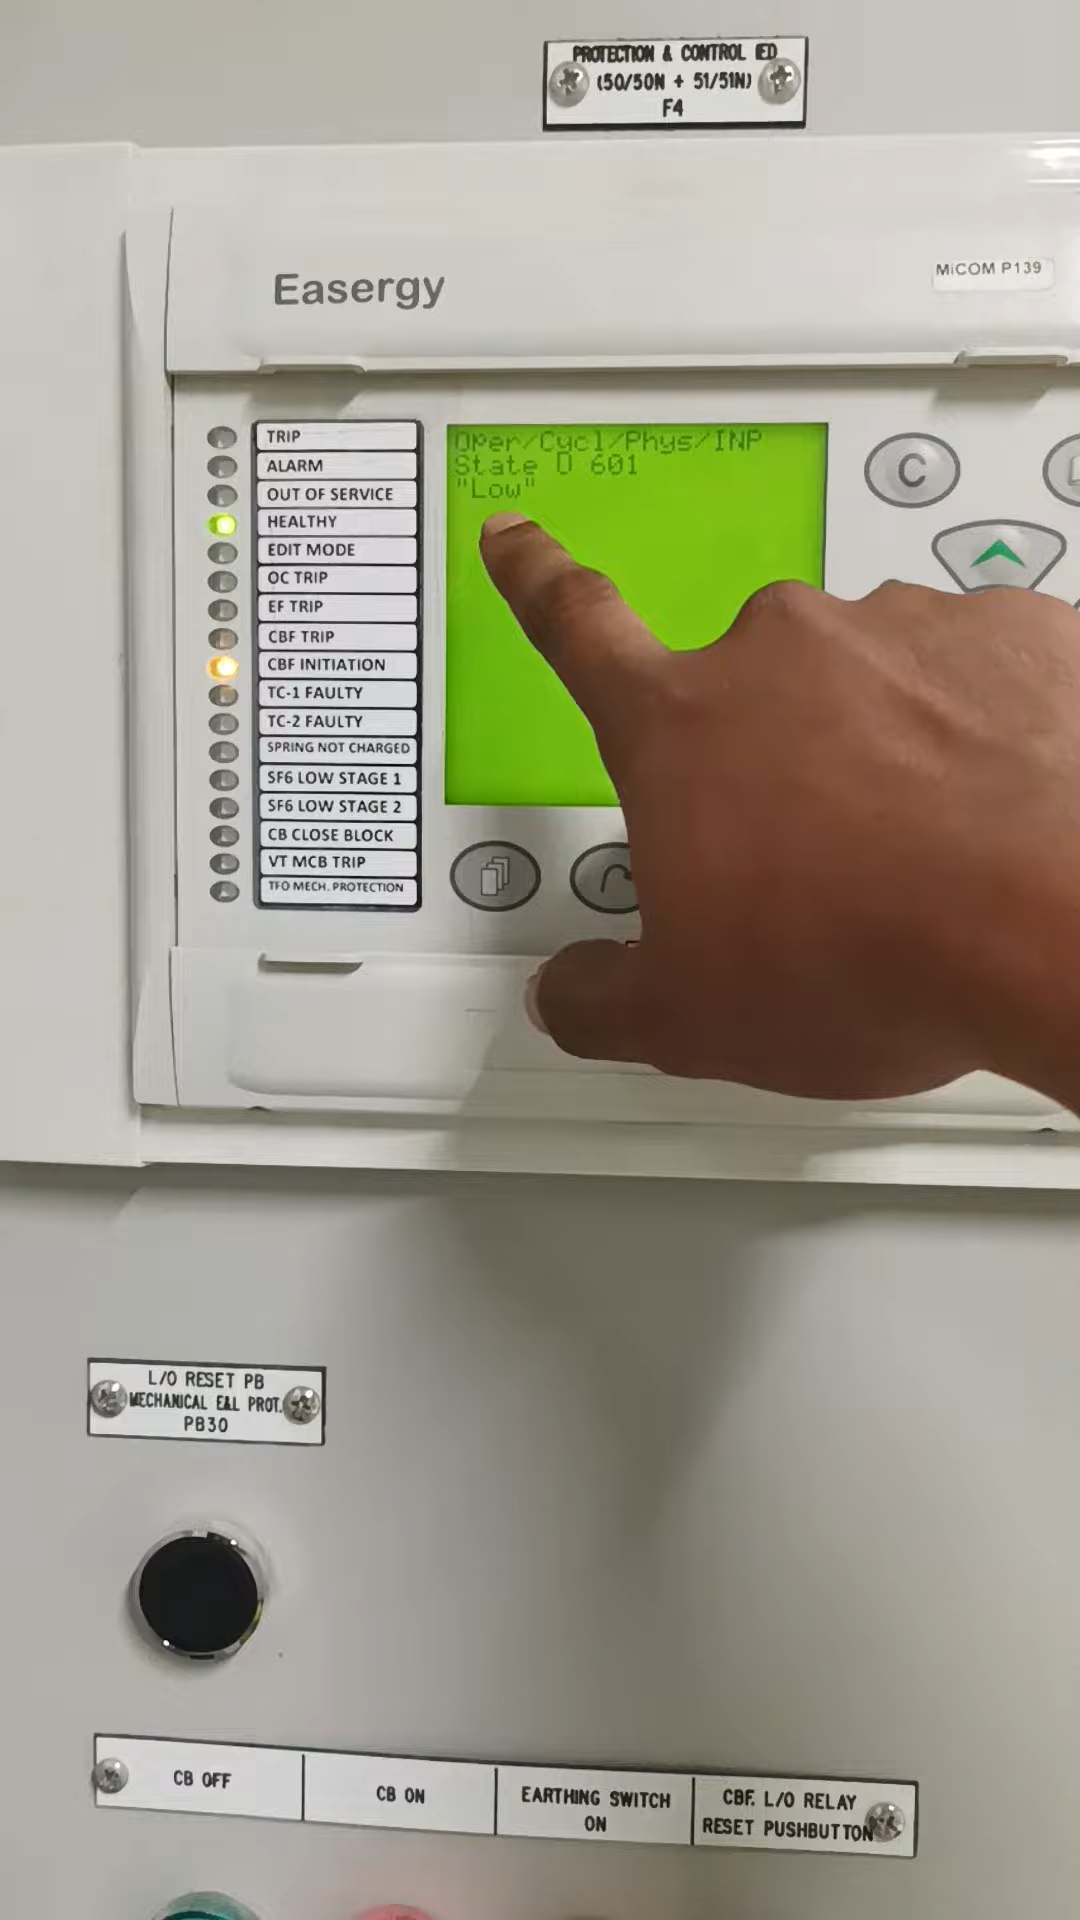 PROTECTION & CONTROL IED
(50/50N + 51/51N)
F4
Easergy
MiCOM P139
TRIP
ALARM
OUT OF SERVICE
HEALTHY
EDIT MODE
OC TRIP
EF TRIP
CBF TRIP
CBF INITIATION
TC-1 FAULTY
TC-2 FAULTY
SPRING NOT CHARGED
SF6 LOW STAGE 1
SF6 LOW STAGE 2
CB CLOSE BLOCK
VT MCB TRIP
TFO MECH. PROTECTION
Oper/Cycl/Phys/INP
State U 601
"Low"
C
L/O RESET PB
MECHANICAL E&L PROT.
PB30
CB OFF
CB ON
EARTHING SWITCH
ON
CBF. L/O RELAY
RESET PUSHBUTTON